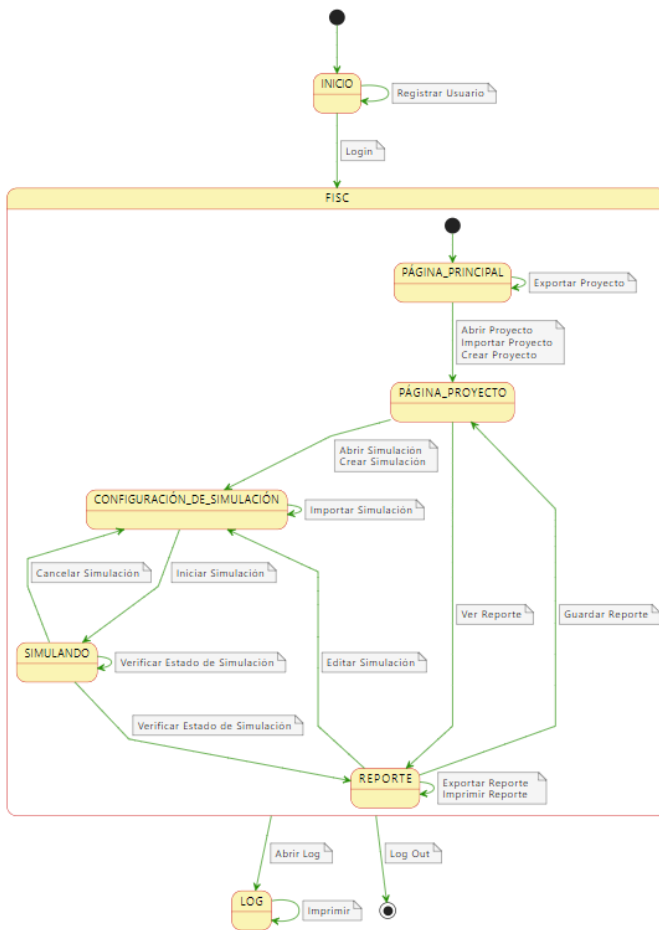 INICIO
Registrar Usuario
Login
FISC
PÁGINA_PRINCIPAL
Exportar Proyecto
Abrir Proyecto
Importar Proyecto
Crear Proyecto
PÁGINA_PROYECTO
Abrir Simulación
Crear Simulación
CONFIGURACIÓN_DE_SIMULACIÓN
Importar Simulación
Cancelar Simulación
Iniciar Simulación
Ver Reporte
Guardar Reporte
SIMULANDO
Verificar Estado de Simulación
Editar Simulación
Verificar Estado de Simulación
REPORTE
Exportar Reporte
Imprimir Reporte
Abrir Log
Log Out
LOG
Imprimir